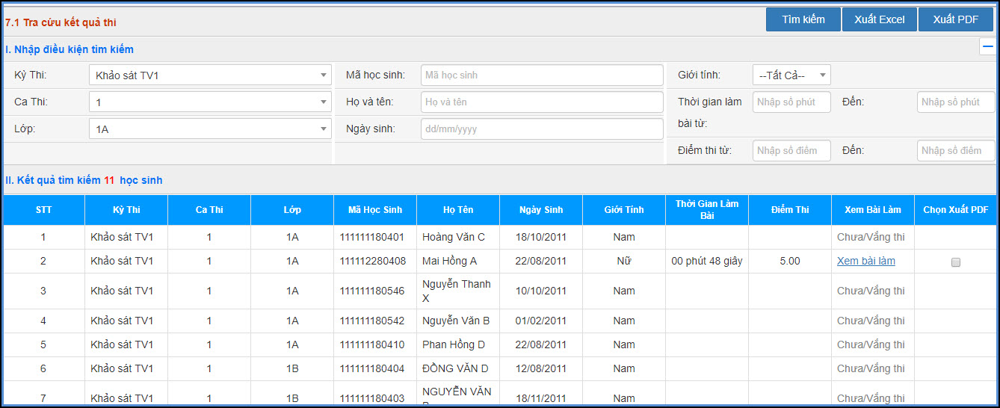 7.1 Tra cứu kết quả thi
Tìm kiếm Xuất Excel Xuất PDF
I. Nhập điều kiện tìm kiếm
Kỳ Thi: Khảo sát TV1 Mã học sinh: Mã học sinh Giới tính: --Tất Cả--
Ca Thi: 1 Họ và tên: Họ và tên Thời gian làm bài từ: Nhập số phút Đến: Nhập số phút
Lớp: 1A Ngày sinh: dd/mm/yyyy
Điểm thi từ: Nhập số điểm Đến: Nhập số điểm
II. Kết quả tìm kiếm 11 học sinh
STT Kỳ Thi Ca Thi Lớp Mã Học Sinh Họ Tên Ngày Sinh Giới Tính Thời Gian Làm Bài Điểm Thi Xem Bài Làm Chọn Xuất PDF
1 Khảo sát TV1 1 1A 111111180401 Hoàng Văn C 18/10/2011 Nam Chưa/Vắng thi
2 Khảo sát TV1 1 1A 111112280408 Mai Hồng A 22/08/2011 Nữ 00 phút 48 giây 5.00 Xem bài làm
3 Khảo sát TV1 1 1A 111111180546 Nguyễn Thanh X 10/10/2011 Nam Chưa/Vắng thi
4 Khảo sát TV1 1 1A 111111180542 Nguyễn Văn B 01/02/2011 Nam Chưa/Vắng thi
5 Khảo sát TV1 1 1A 111111180410 Phan Hồng D 22/08/2011 Nam Chưa/Vắng thi
6 Khảo sát TV1 1 1B 111111180404 ĐỒNG VĂN D 12/08/2011 Nam Chưa/Vắng thi
7 Khảo sát TV1 1 1B 111111180403 NGUYỄN VĂN 18/11/2011 Nam Chưa/Vắng thi